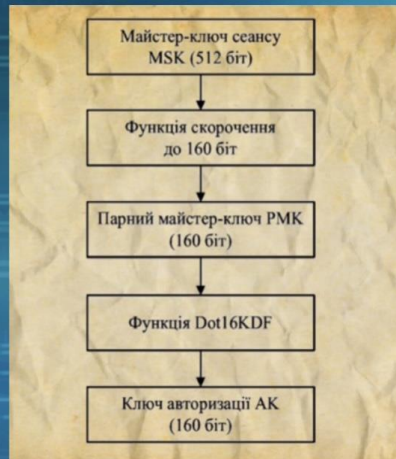 Майстер-ключ сеансу
MSK (512 біт)
Функція скорочення
до 160 біт
Парний майстер-ключ PMK
(160 біт)
Функція Dot16KDF
Ключ авторизації AK
(160 біт)